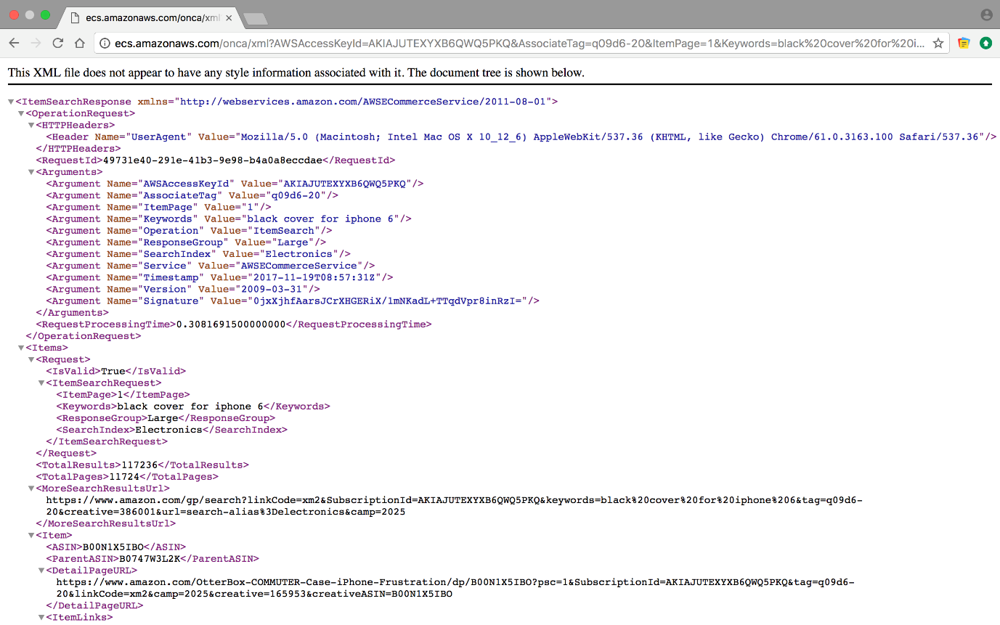 ecs.amazonaws.com/onca/xml
ecs.amazonaws.com/onca/xml?AWSAccessKeyId=AKIAJUTEXYXB6QWQ5PKQ&AssociateTag=q09d6-20&ItemPage=1&Keywords=black%20cover%20for%20i...
This XML file does not appear to have any style information associated with it. The document tree is shown below.
<ItemSearchResponse xmlns="http://webservices.amazon.com/AWSECommerceService/2011-08-01">
<OperationRequest>
<HTTPHeaders>
<Header Name="UserAgent" Value="Mozilla/5.0 (Macintosh; Intel Mac OS X 10_12_6) AppleWebKit/537.36 (KHTML, like Gecko) Chrome/61.0.3163.100 Safari/537.36"/>
</HTTPHeaders>
<RequestId>49731e40-291e-41b3-9e98-b4a0a8eccdae</RequestId>
<Arguments>
<Argument Name="AWSAccessKeyId" Value="AKIAJUTEXYXB6QWQ5PKQ"/>
<Argument Name="AssociateTag" Value="q09d6-20"/>
<Argument Name="ItemPage" Value="1"/>
<Argument Name="Keywords" Value="black cover for iphone 6"/>
<Argument Name="Operation" Value="ItemSearch"/>
<Argument Name="ResponseGroup" Value="Large"/>
<Argument Name="SearchIndex" Value="Electronics"/>
<Argument Name="Service" Value="AWSECommerceService"/>
<Argument Name="Timestamp" Value="2017-11-19T08:57:31Z"/>
<Argument Name="Version" Value="2009-03-31"/>
<Argument Name="Signature" Value="0jxXjhfAarsJCrXHGERiX/1mNKadL+TTqdVpr8inRzI="/>
</Arguments>
<RequestProcessingTime>0.3081691500000000</RequestProcessingTime>
</OperationRequest>
<Items>
<Request>
<IsValid>True</IsValid>
<ItemSearchRequest>
<ItemPage>1</ItemPage>
<Keywords>black cover for iphone 6</Keywords>
<ResponseGroup>Large</ResponseGroup>
<SearchIndex>Electronics</SearchIndex>
</ItemSearchRequest>
</Request>
<TotalResults>117236</TotalResults>
<TotalPages>11724</TotalPages>
<MoreSearchResultsUrl>
https://www.amazon.com/gp/search?linkCode=xm2&SubscriptionId=AKIAJUTEXYXB6QWQ5PKQ&keywords=black%20cover%20for%20iphone%206&tag=q09d6-
20&creative=386001&url=search-alias%3Delectronics&camp=2025
</MoreSearchResultsUrl>
<Item>
<ASIN>B00N1X5IBO</ASIN>
<ParentASIN>B0747W3L2K</ParentASIN>
<DetailPageURL>
https://www.amazon.com/OtterBox-COMMUTER-Case-iPhone-Frustration/dp/B00N1X5IBO?psc=1&SubscriptionId=AKIAJUTEXYXB6QWQ5PKQ&tag=q09d6-
20&linkCode=xm2&camp=2025&creative=165953&creativeASIN=B00N1X5IBO
</DetailPageURL>
<ItemLinks>